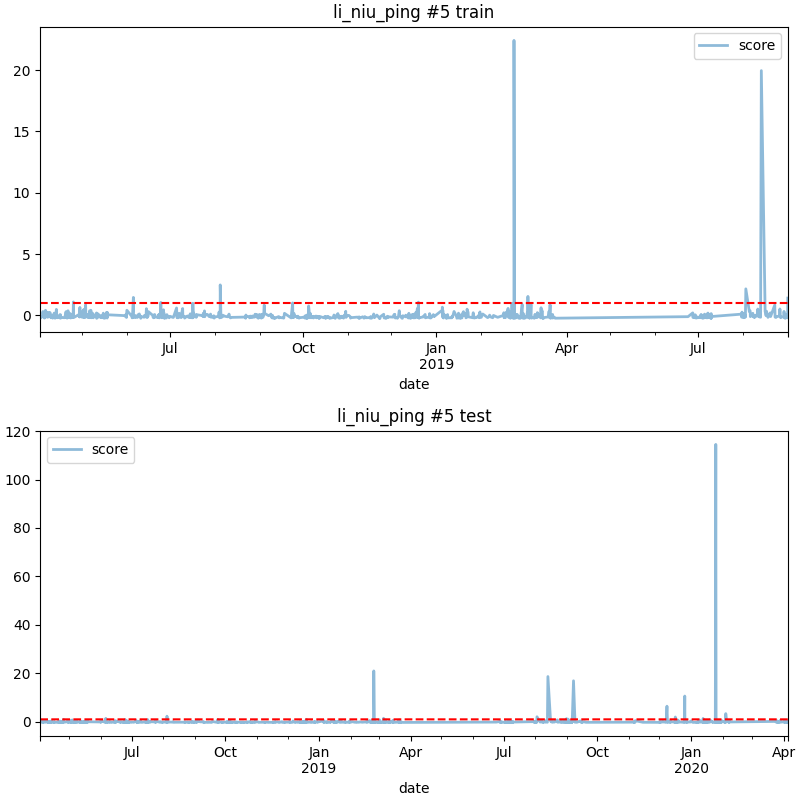 li_niu_ping #5 train
score
20
15
10
5
0
Jul Oct Jan Apr Jul
2019
date
li_niu_ping #5 test
score
120
100
80
60
40
20
0
Jul Oct Jan Apr Jul Oct Jan Apr
2019 2020
date